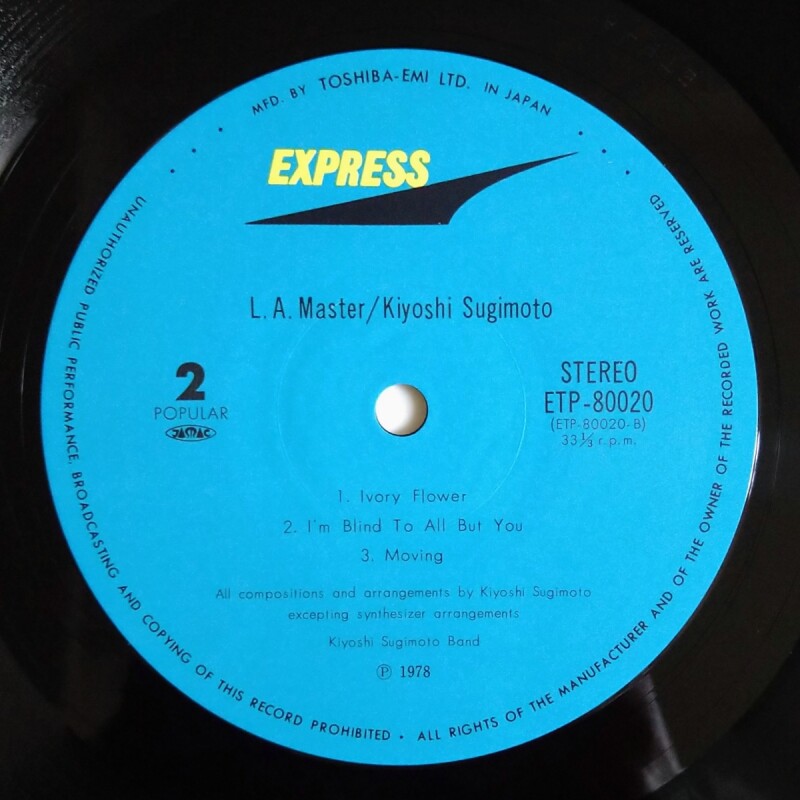 MFD. BY TOSHIBA-EMI LTD. IN JAPAN
EXPRESS
L.A. Master/Kiyoshi Sugimoto
2
POPULAR
JASRAC
STEREO
ETP-80020
(ETP-80020-B)
33⅓ r.p.m.
1. Ivory Flower
2. I'm Blind To All But You
3. Moving
All compositions and arrangements by Kiyoshi Sugimoto
excepting synthesizer arrangements
Kiyoshi Sugimoto Band
Ⓟ 1978
UNAUTHORIZED PUBLIC PERFORMANCE, BROADCASTING AND COPYING OF THIS RECORD PROHIBITED • ALL RIGHTS OF THE MANUFACTURER AND OF THE OWNER OF THE RECORDED WORK ARE RESERVED